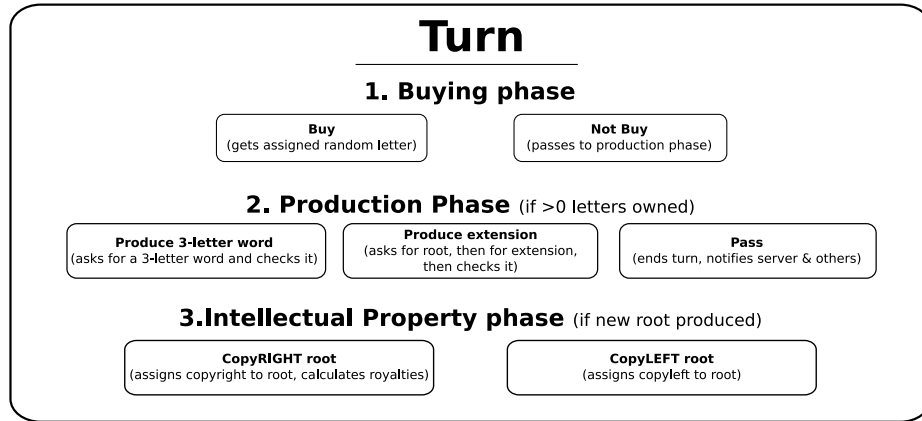 Turn
1. Buying phase
Buy
(gets assigned random letter)
Not Buy
(passes to production phase)
2. Production Phase (if >0 letters owned)
Produce 3-letter word
(asks for a 3-letter word and checks it)
Produce extension
(asks for root, then for extension,
then checks it)
Pass
(ends turn, notifies server & others)
3.Intellectual Property phase (if new root produced)
CopyRIGHT root
(assigns copyright to root, calculates royalties)
CopyLEFT root
(assigns copyleft to root)